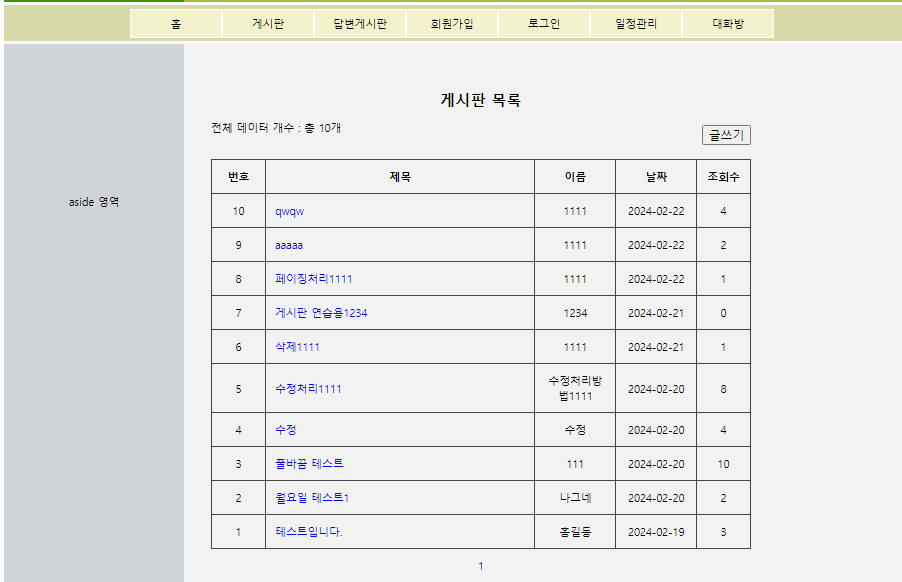 홈 게시판 답변게시판 회원가입 로그인 일정관리 대화방
게시판 목록
전체 데이터 개수 : 총 10개
글쓰기
aside 영역
번호 제목 이름 날짜 조회수
10 qwqw 1111 2024-02-22 4
9 aaaaa 1111 2024-02-22 2
8 페이징처리1111 1111 2024-02-22 1
7 게시판 연습용1234 1234 2024-02-21 0
6 삭제1111 1111 2024-02-21 1
5 수정처리1111 수정처리방 2024-02-20 8
법1111
4 수정 수정 2024-02-20 4
3 줄바꿈 테스트 111 2024-02-20 10
2 월요일 테스트1 나그네 2024-02-20 2
1 테스트입니다. 홍길동 2024-02-19 3
1